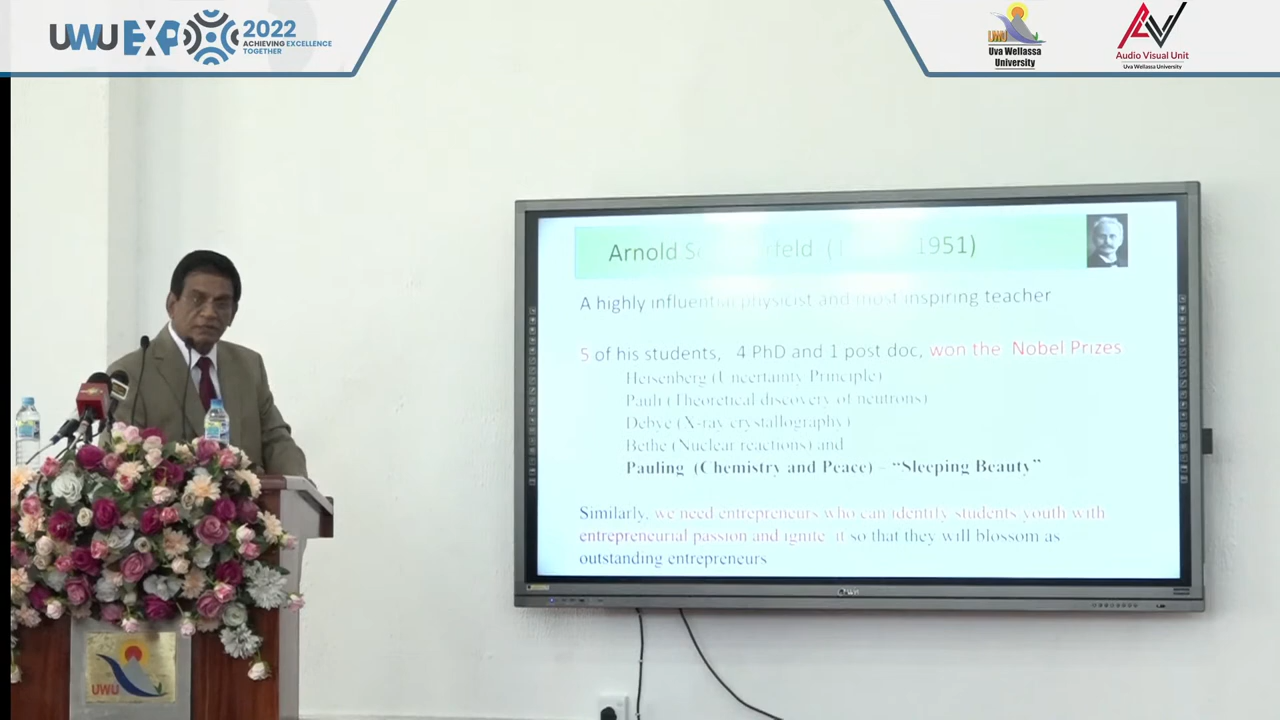 UWU EXP 2022
ACHIEVING EXCELLENCE
TOGETHER
UWU
Uva Wellassa
University
AV
Audio Visual Unit
Uva Wellassa University
Arnold (1951)
A highly influential physicist and most inspiring teacher
5 of his students, 4 PhD and 1 post doc, won the Nobel Prizes
Heisenberg (Uncertainty Principle)
Pauli (Theoretical discovery of neutrons)
Debye (X-ray crystallography)
Bethe (Nuclear reactions) and
Pauling (Chemistry and Peace) – “Sleeping Beauty”
Similarly, we need entrepreneurs who can identify students youth with
entrepreneurial passion and ignite it so that they will blossom as
outstanding entrepreneurs
UWU